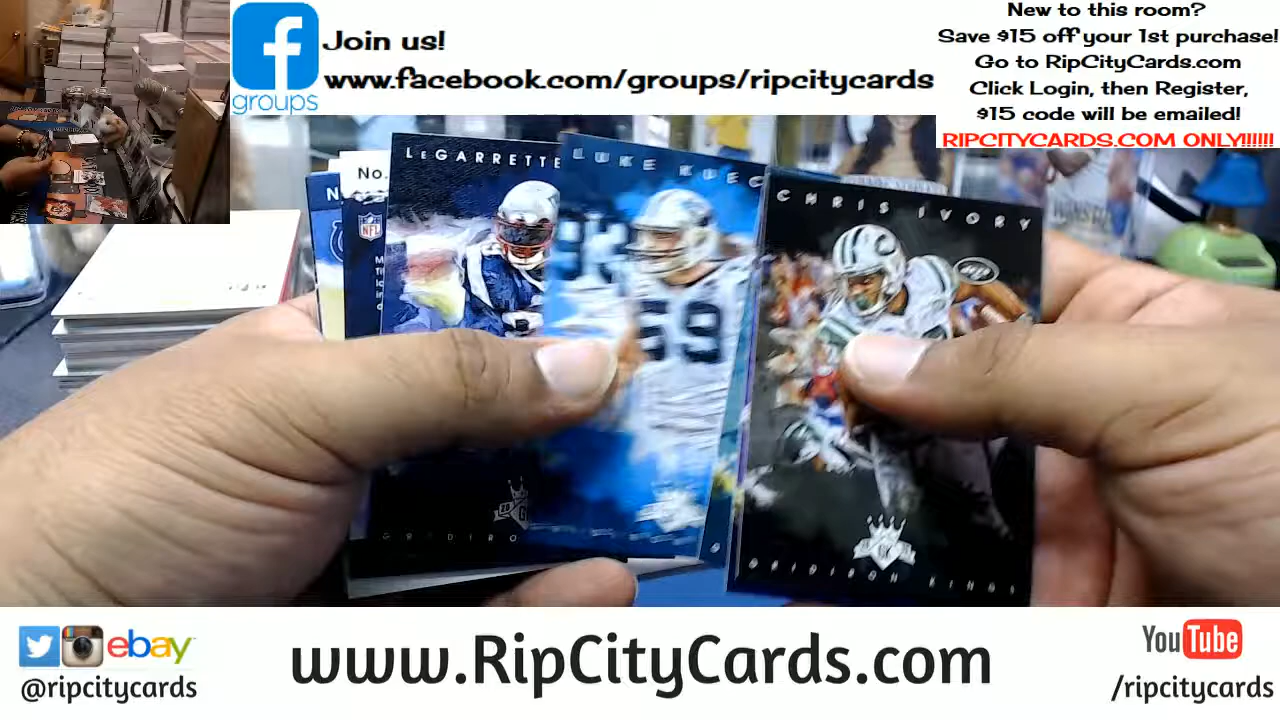 Join us!
www.facebook.com/groups/ripcitycards
f
groups
New to this room?
Save $15 off your 1st purchase!
Go to RipCityCards.com
Click Login, then Register,
$15 code will be emailed!
RIPCITYCARDS.COM ONLY!!!!!!
No.
NFL
LEGARRETTE
LUKE KUEC
CHRIS IVORY
59
GRIDIRO
GRIDIRON KINGS
ebay
@ripcitycards
www.RipCityCards.com
YouTube
/ripcitycards